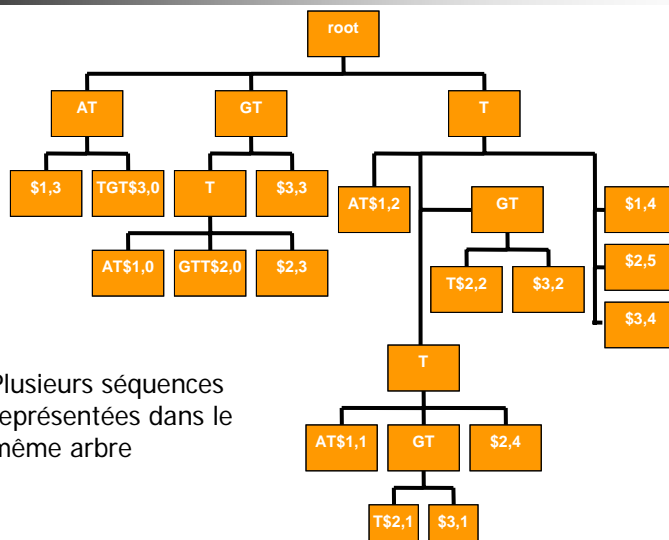 root
AT
GT
T
$1,3
TGT$3,0
T
$3,3
AT$1,2
GT
$1,4
AT$1,0
GTT$2,0
$2,3
T$2,2
$3,2
$2,5
$3,4
T
Plusieurs séquences
représentées dans le
même arbre
AT$1,1
GT
$2,4
T$2,1
$3,1